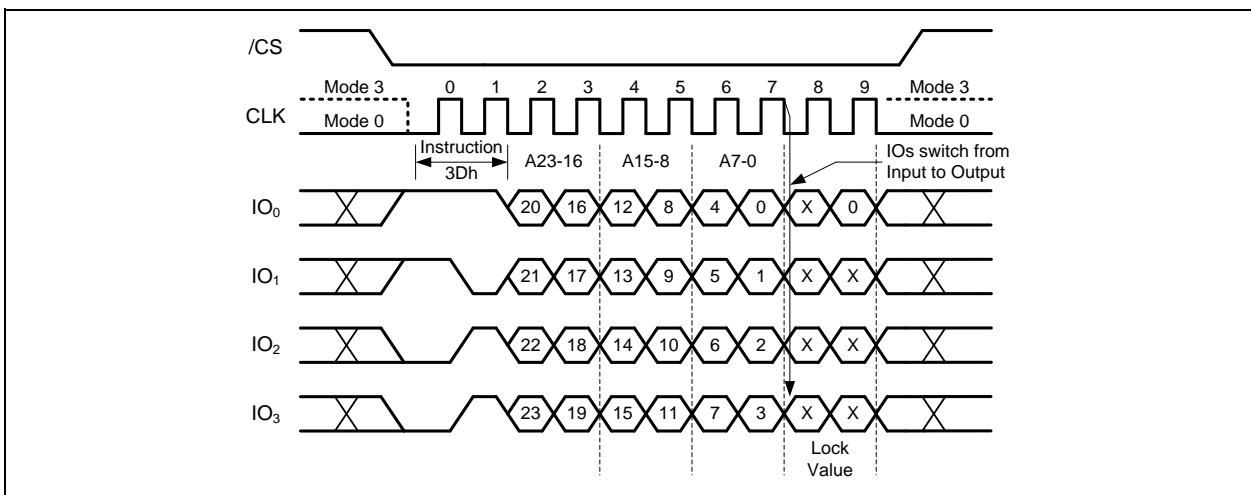 /CS
Mode 3 0 1 2 3 4 5 6 7 8 9 Mode 3
CLK
Mode 0 Mode 0
Instruction
3Dh
A23-16 A15-8 A7-0
IOs switch from
Input to Output
IO₀ 20 16 12 8 4 0 X 0
IO₁ 21 17 13 9 5 1 X X
IO₂ 22 18 14 10 6 2 X X
IO₃ 23 19 15 11 7 3 X X
Lock
Value